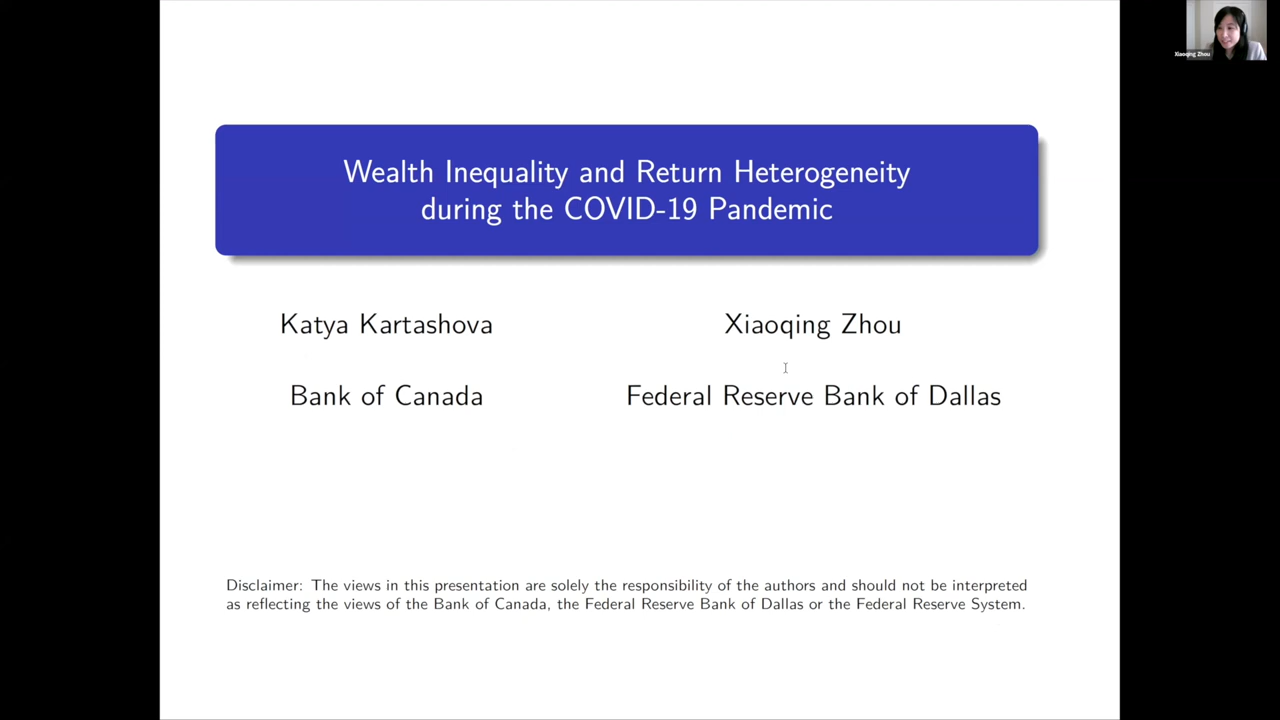 Xiaoqing Zhou
Wealth Inequality and Return Heterogeneity
during the COVID-19 Pandemic
Katya Kartashova
Xiaoqing Zhou
Bank of Canada
Federal Reserve Bank of Dallas
Disclaimer: The views in this presentation are solely the responsibility of the authors and should not be interpreted
as reflecting the views of the Bank of Canada, the Federal Reserve Bank of Dallas or the Federal Reserve System.